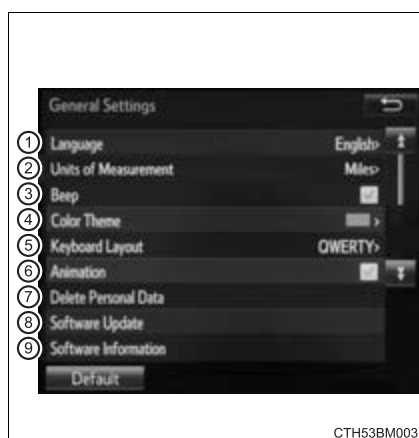 General Settings
1 Language English>
2 Units of Measurement Miles>
3 Beep
4 Color Theme >
5 Keyboard Layout QWERTY>
6 Animation
7 Delete Personal Data
8 Software Update
9 Software Information
Default
CTH53BM003